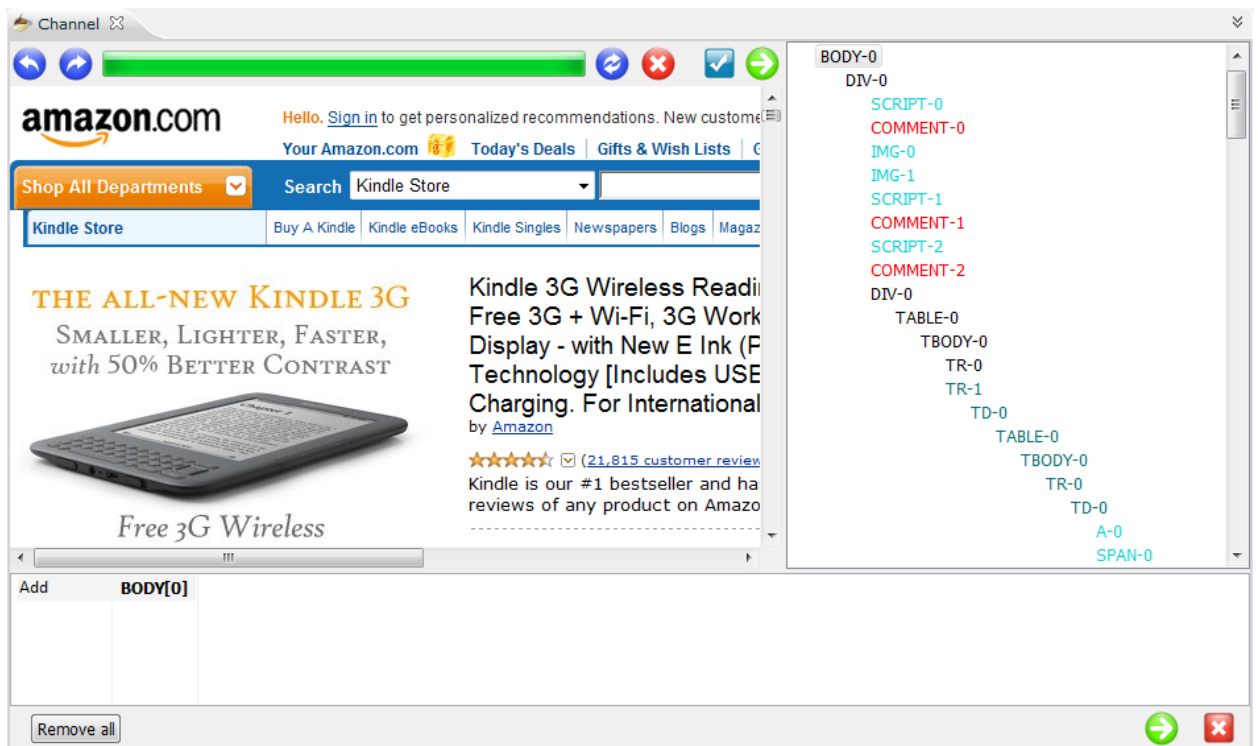 Channel
amazon.com
Hello. Sign in to get personalized recommendations. New custome
Your Amazon.com Today's Deals Gifts & Wish Lists G
Shop All Departments Search Kindle Store
Kindle Store Buy A Kindle Kindle eBooks Kindle Singles Newspapers Blogs Magaz
THE ALL-NEW KINDLE 3G
SMALLER, LIGHTER, FASTER,
with 50% BETTER CONTRAST
Chapter 1
Free 3G Wireless
Kindle 3G Wireless Readi
Free 3G + Wi-Fi, 3G Work
Display - with New E Ink (P
Technology [Includes USE
Charging. For International
by Amazon
(21,815 customer review
Kindle is our #1 bestseller and ha
reviews of any product on Amazo
BODY-0
DIV-0
SCRIPT-0
COMMENT-0
IMG-0
IMG-1
SCRIPT-1
COMMENT-1
SCRIPT-2
COMMENT-2
DIV-0
TABLE-0
TBODY-0
TR-0
TR-1
TD-0
TABLE-0
TBODY-0
TR-0
TD-0
A-0
SPAN-0
Add BODY[0]
Remove all